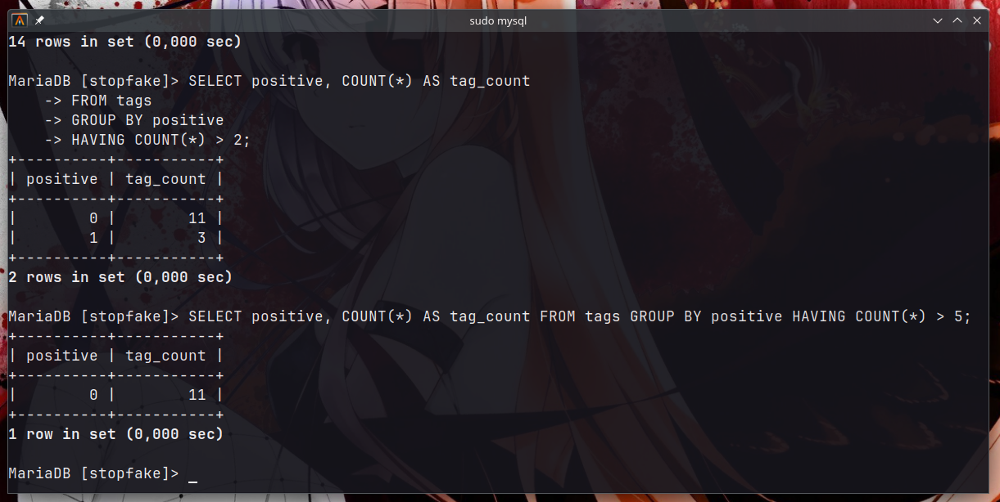 sudo mysql
14 rows in set (0,000 sec)
MariaDB [stopfake]> SELECT positive, COUNT(*) AS tag_count
    -> FROM tags
    -> GROUP BY positive
    -> HAVING COUNT(*) > 2;
+----------+-----------+
| positive | tag_count |
+----------+-----------+
|        0 |        11 |
|        1 |         3 |
+----------+-----------+
2 rows in set (0,000 sec)
MariaDB [stopfake]> SELECT positive, COUNT(*) AS tag_count FROM tags GROUP BY positive HAVING COUNT(*) > 5;
+----------+-----------+
| positive | tag_count |
+----------+-----------+
|        0 |        11 |
+----------+-----------+
1 row in set (0,000 sec)
MariaDB [stopfake]> _